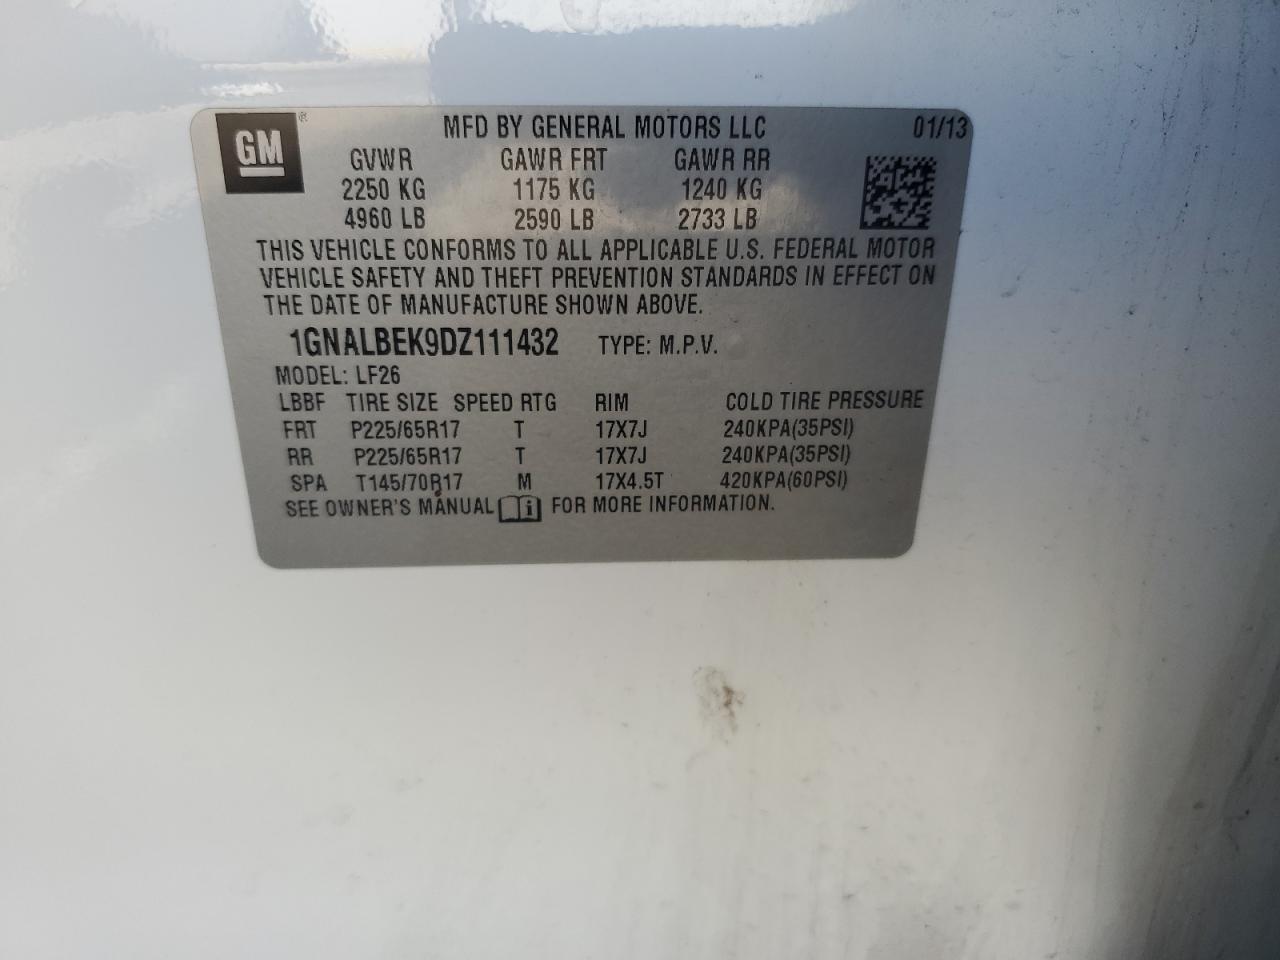 GM® MFD BY GENERAL MOTORS LLC 01/13
GVWR GAWR FRT GAWR RR
2250 KG 1175 KG 1240 KG
4960 LB 2590 LB 2733 LB
THIS VEHICLE CONFORMS TO ALL APPLICABLE U.S. FEDERAL MOTOR
VEHICLE SAFETY AND THEFT PREVENTION STANDARDS IN EFFECT ON
THE DATE OF MANUFACTURE SHOWN ABOVE.
1GNALBEK9DZ111432 TYPE: M.P.V.
MODEL: LF26
LBBF TIRE SIZE SPEED RTG RIM COLD TIRE PRESSURE
FRT P225/65R17 T 17X7J 240KPA(35PSI)
RR P225/65R17 T 17X7J 240KPA(35PSI)
SPA T145/70R17 M 17X4.5T 420KPA(60PSI)
SEE OWNER'S MANUAL i FOR MORE INFORMATION.